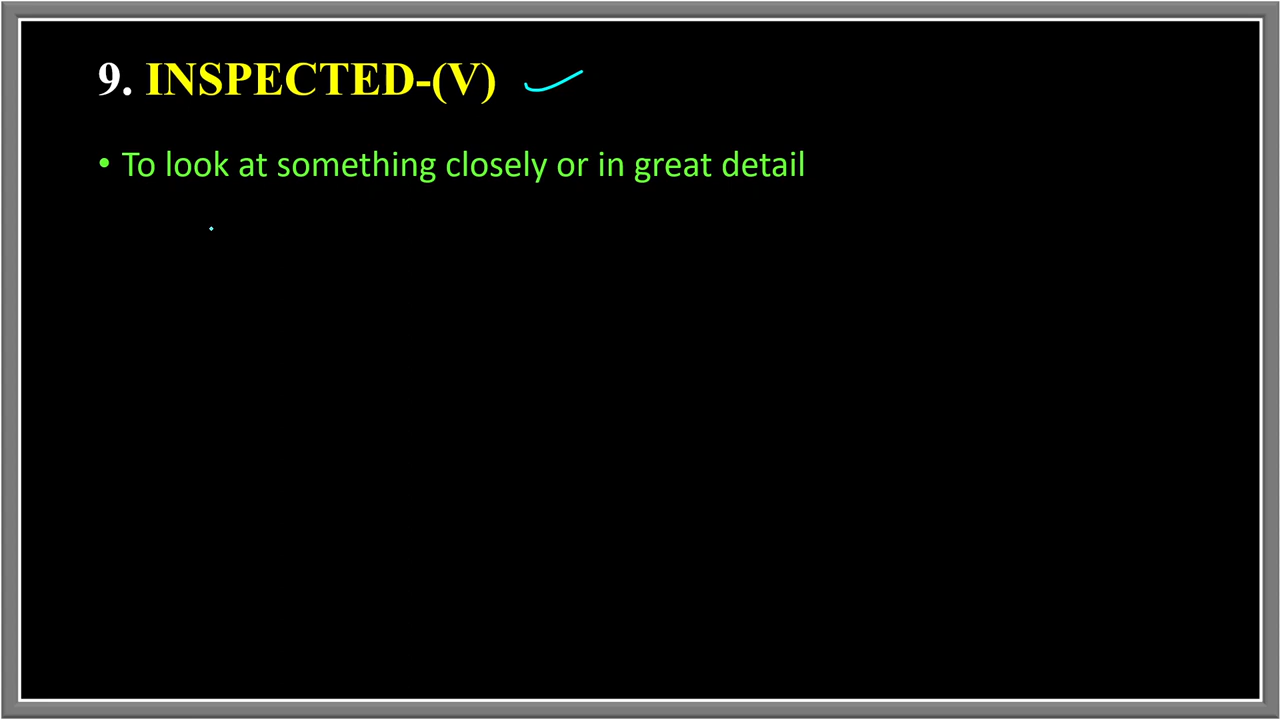 9. INSPECTED-(V)
• To look at something closely or in great detail